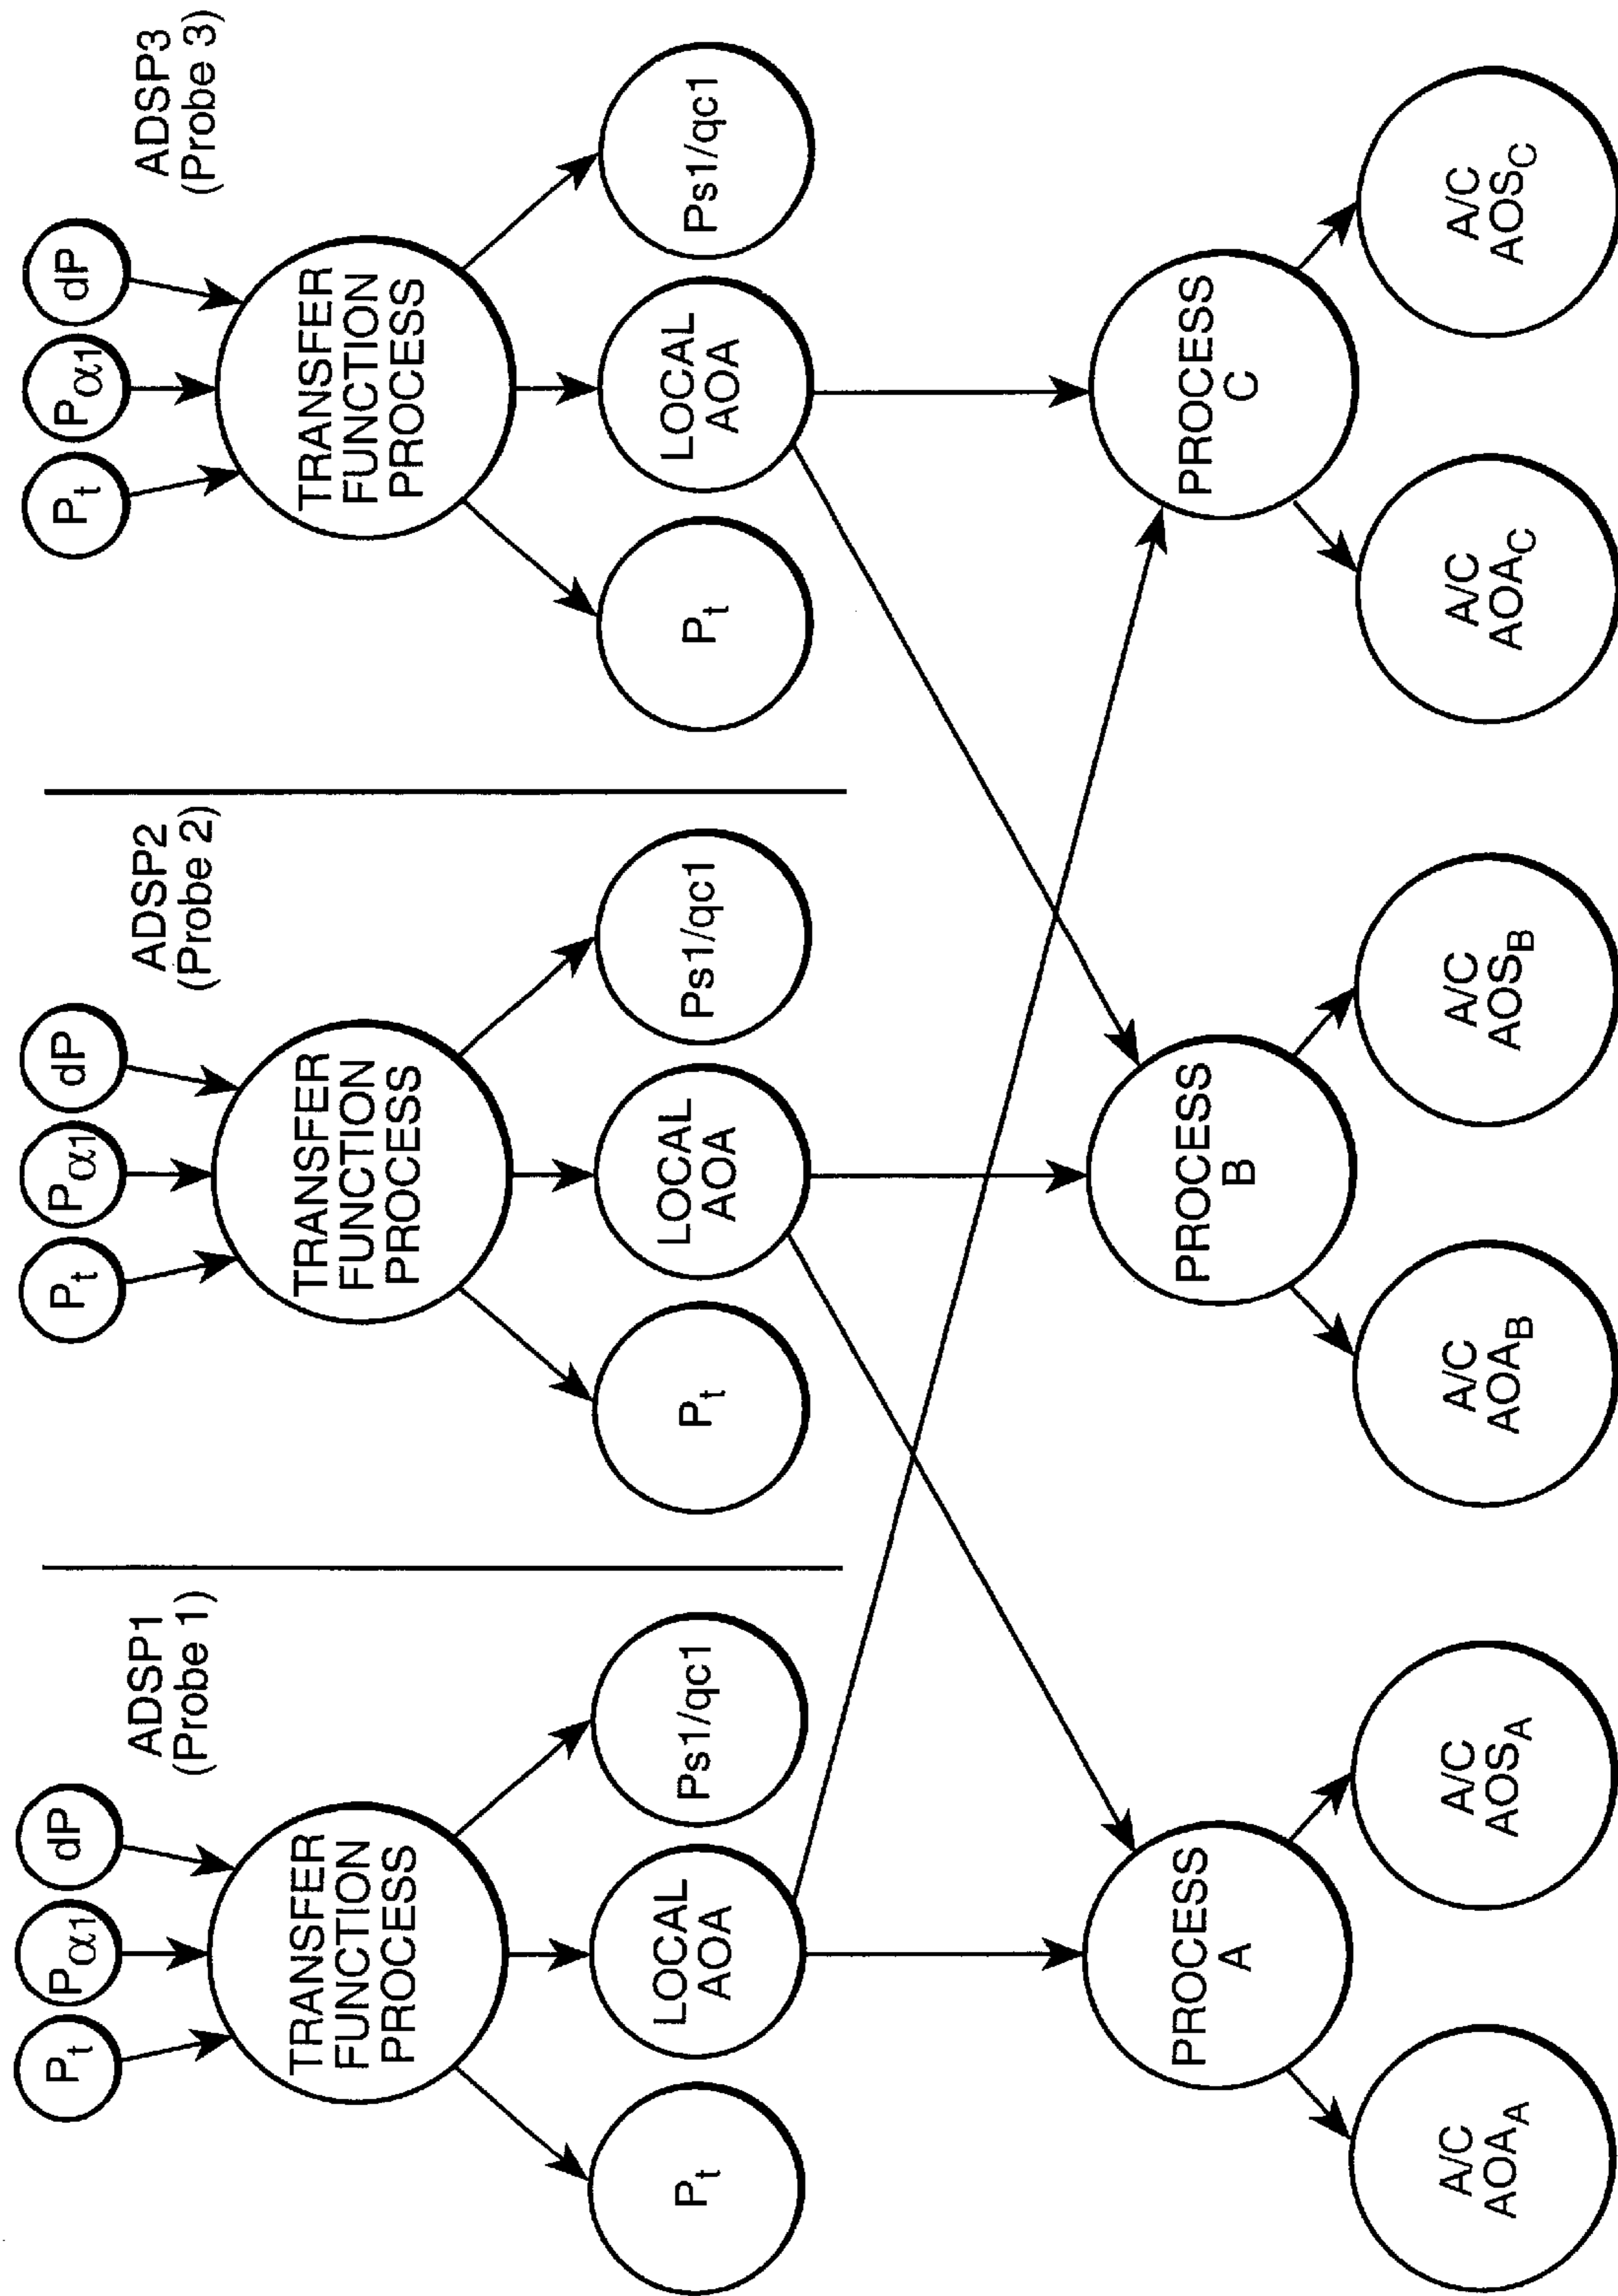 ADSP1
(Probe 1)
Pt
Pα1
dP
TRANSFER
FUNCTION
PROCESS
Pt
LOCAL
AOA
Ps1/qc1
ADSP2
(Probe 2)
Pt
Pα1
dP
TRANSFER
FUNCTION
PROCESS
Pt
LOCAL
AOA
Ps1/qc1
ADSP3
(Probe 3)
Pt
Pα1
dP
TRANSFER
FUNCTION
PROCESS
Pt
LOCAL
AOA
Ps1/qc1
PROCESS
A
A/C
AOAA
A/C
AOSA
PROCESS
B
A/C
AOAB
A/C
AOSB
PROCESS
C
A/C
AOAC
A/C
AOSC